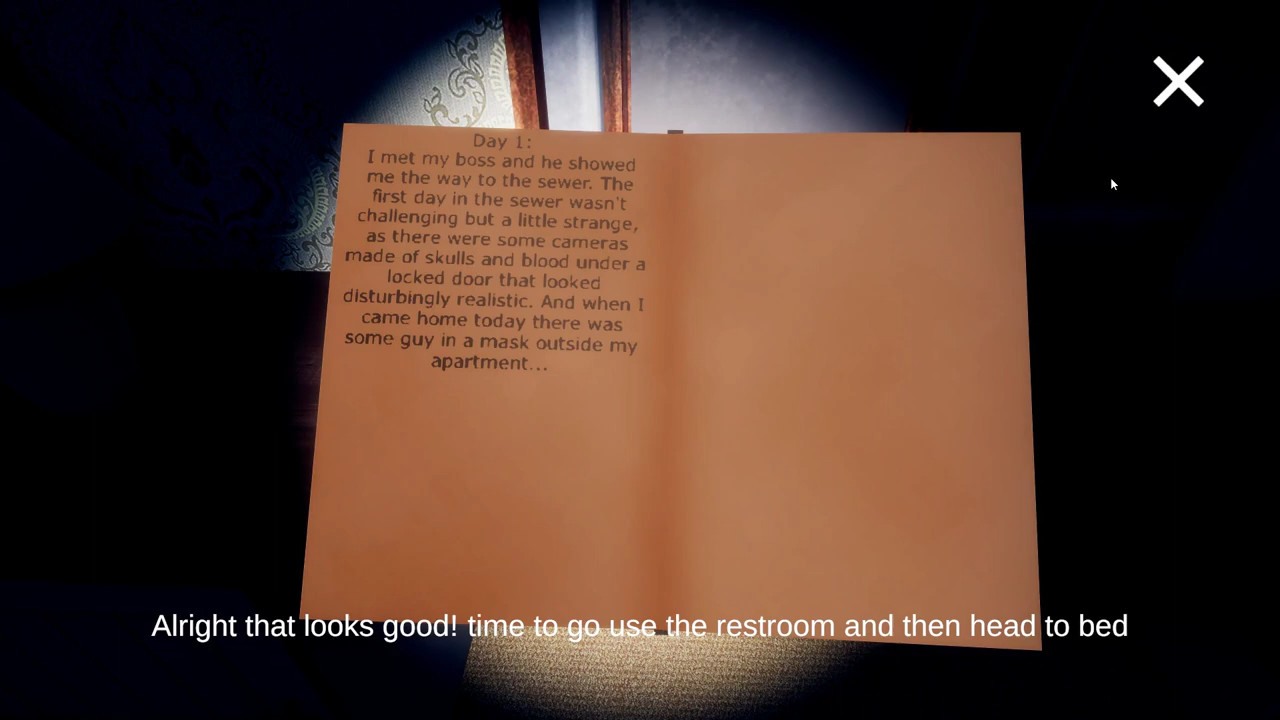 Day 1:
I met my boss and he showed
me the way to the sewer. The
first day in the sewer wasn't
challenging but a little strange,
as there were some cameras
made of skulls and blood under a
locked door that looked
disturbingly realistic. And when I
came home today there was
some guy in a mask outside my
apartment...
Alright that looks good! time to go use the restroom and then head to bed